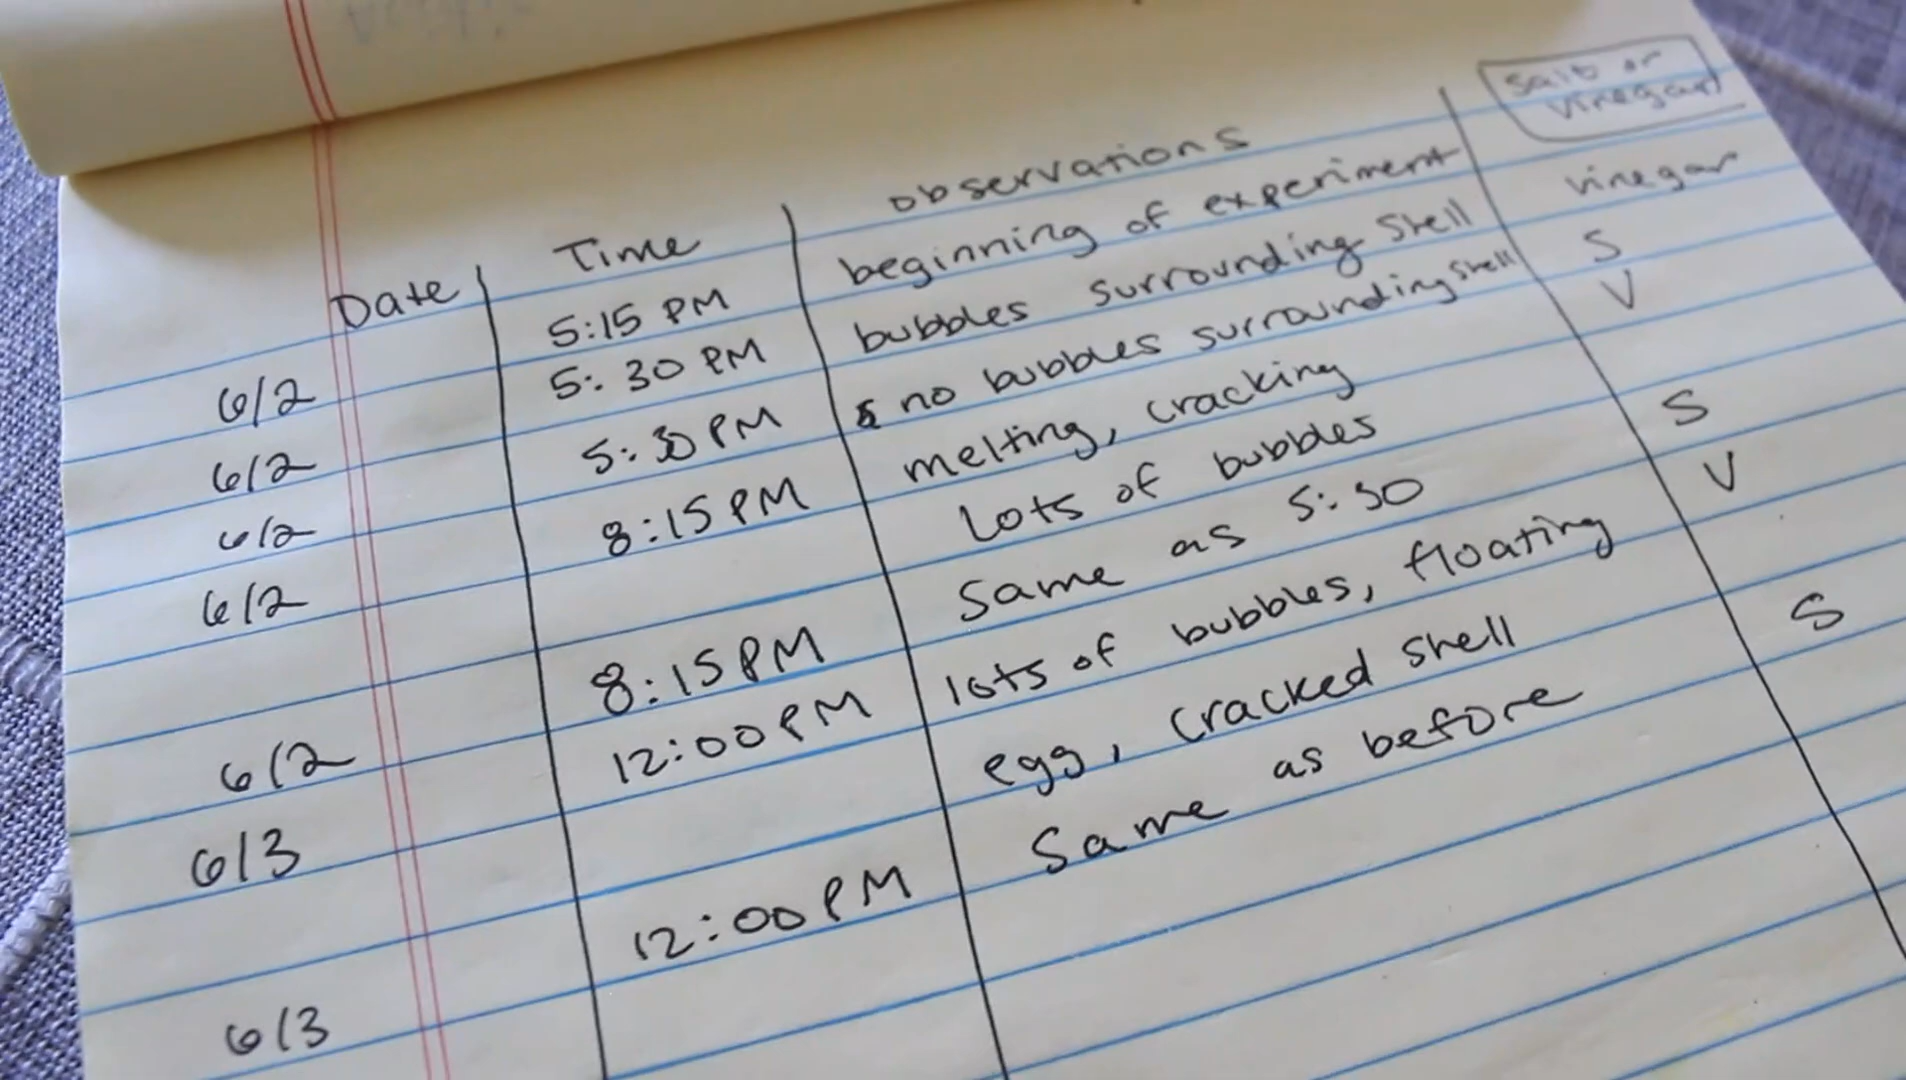 Date Time observations salt or
vinegar
6/2 5:15 PM beginning of experiment
6/2 5:30 PM bubbles surrounding shell vinegar
6/2 5:30 PM no bubbles surrounding shell S
6/2 8:15 PM melting, cracking V
lots of bubbles
6/2 8:15 PM Same as 5:30 S
6/3 12:00 PM lots of bubbles, floating V
egg, cracked shell
6/3 12:00 PM Same as before S